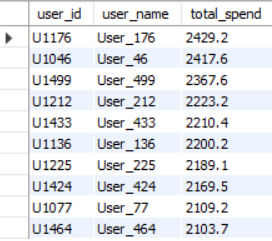 user_id user_name total_spend
U1176 User_176 2429.2
U1046 User_46 2417.6
U1499 User_499 2367.6
U1212 User_212 2223.2
U1433 User_433 2210.4
U1136 User_136 2200.2
U1225 User_225 2189.1
U1424 User_424 2169.5
U1077 User_77 2109.2
U1464 User_464 2103.7